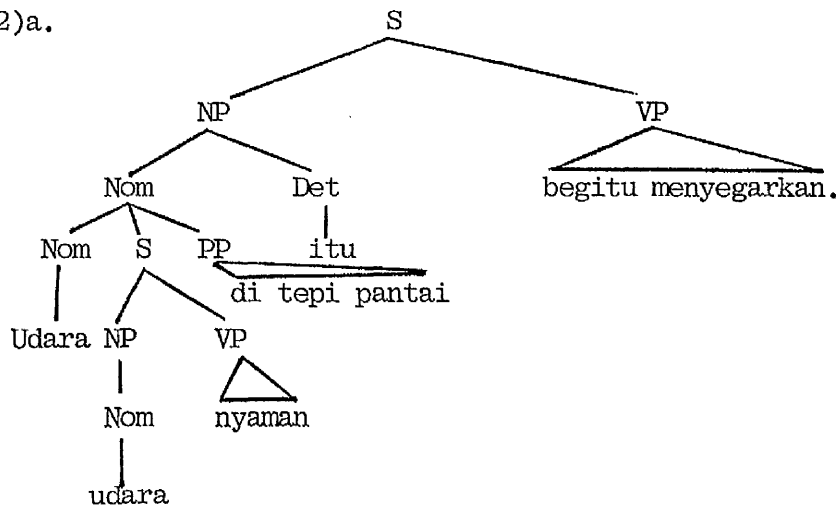 2)a.
S
NP VP
Nom Det begitu menyegarkan.
Nom S PP itu
di tepi pantai
Udara NP VP
Nom nyaman
udara